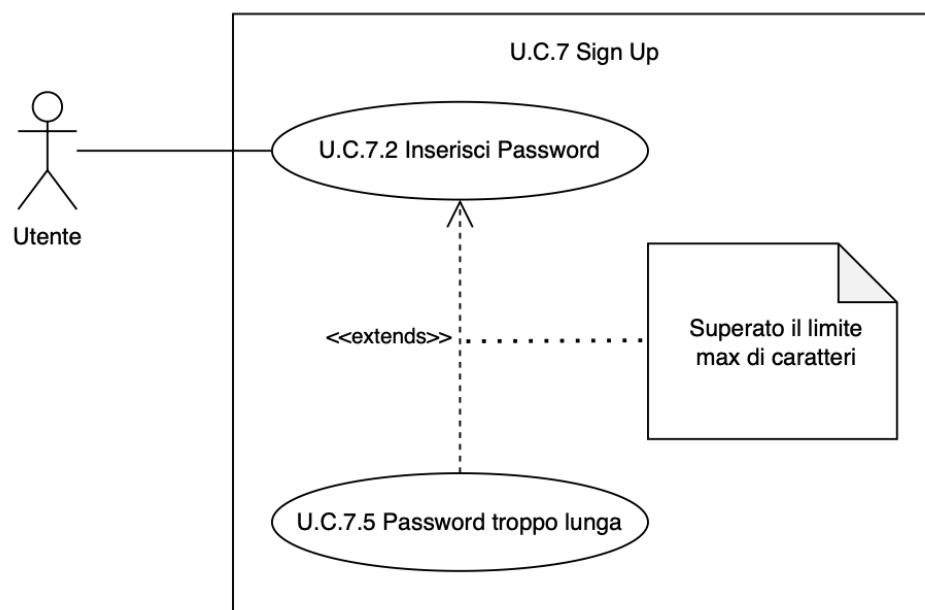 U.C.7 Sign Up
U.C.7.2 Inserisci Password
Utente
<<extends>>
Superato il limite
max di caratteri
U.C.7.5 Password troppo lunga